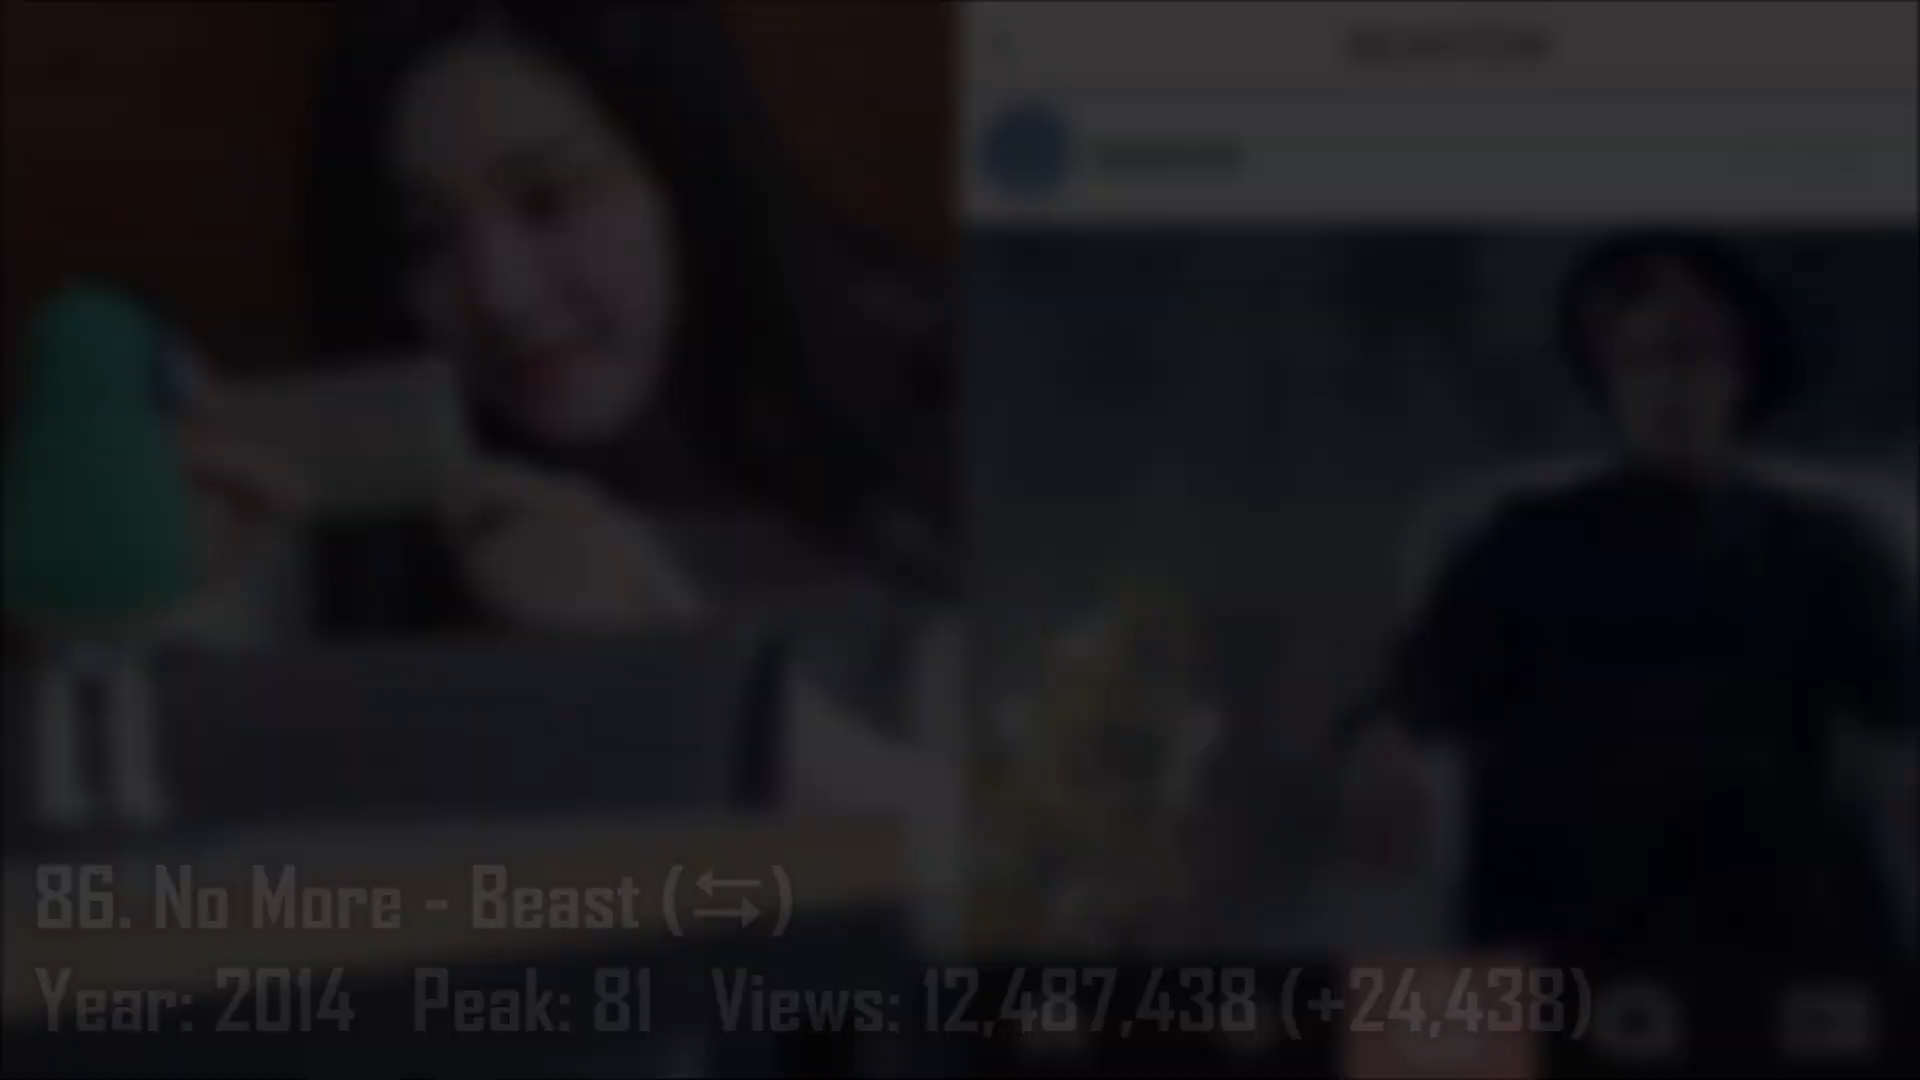 86. No More - Beast (⇆)
Year: 2014 Peak: 81 Views: 12,487,438 (+24,438)